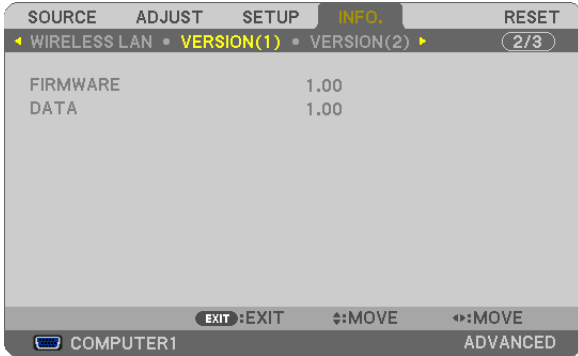 SOURCE ADJUST SETUP INFO. RESET
WIRELESS LAN • VERSION(1) • VERSION(2) 2/3
FIRMWARE 1.00
DATA 1.00
EXIT :EXIT :MOVE :MOVE
COMPUTER1 ADVANCED